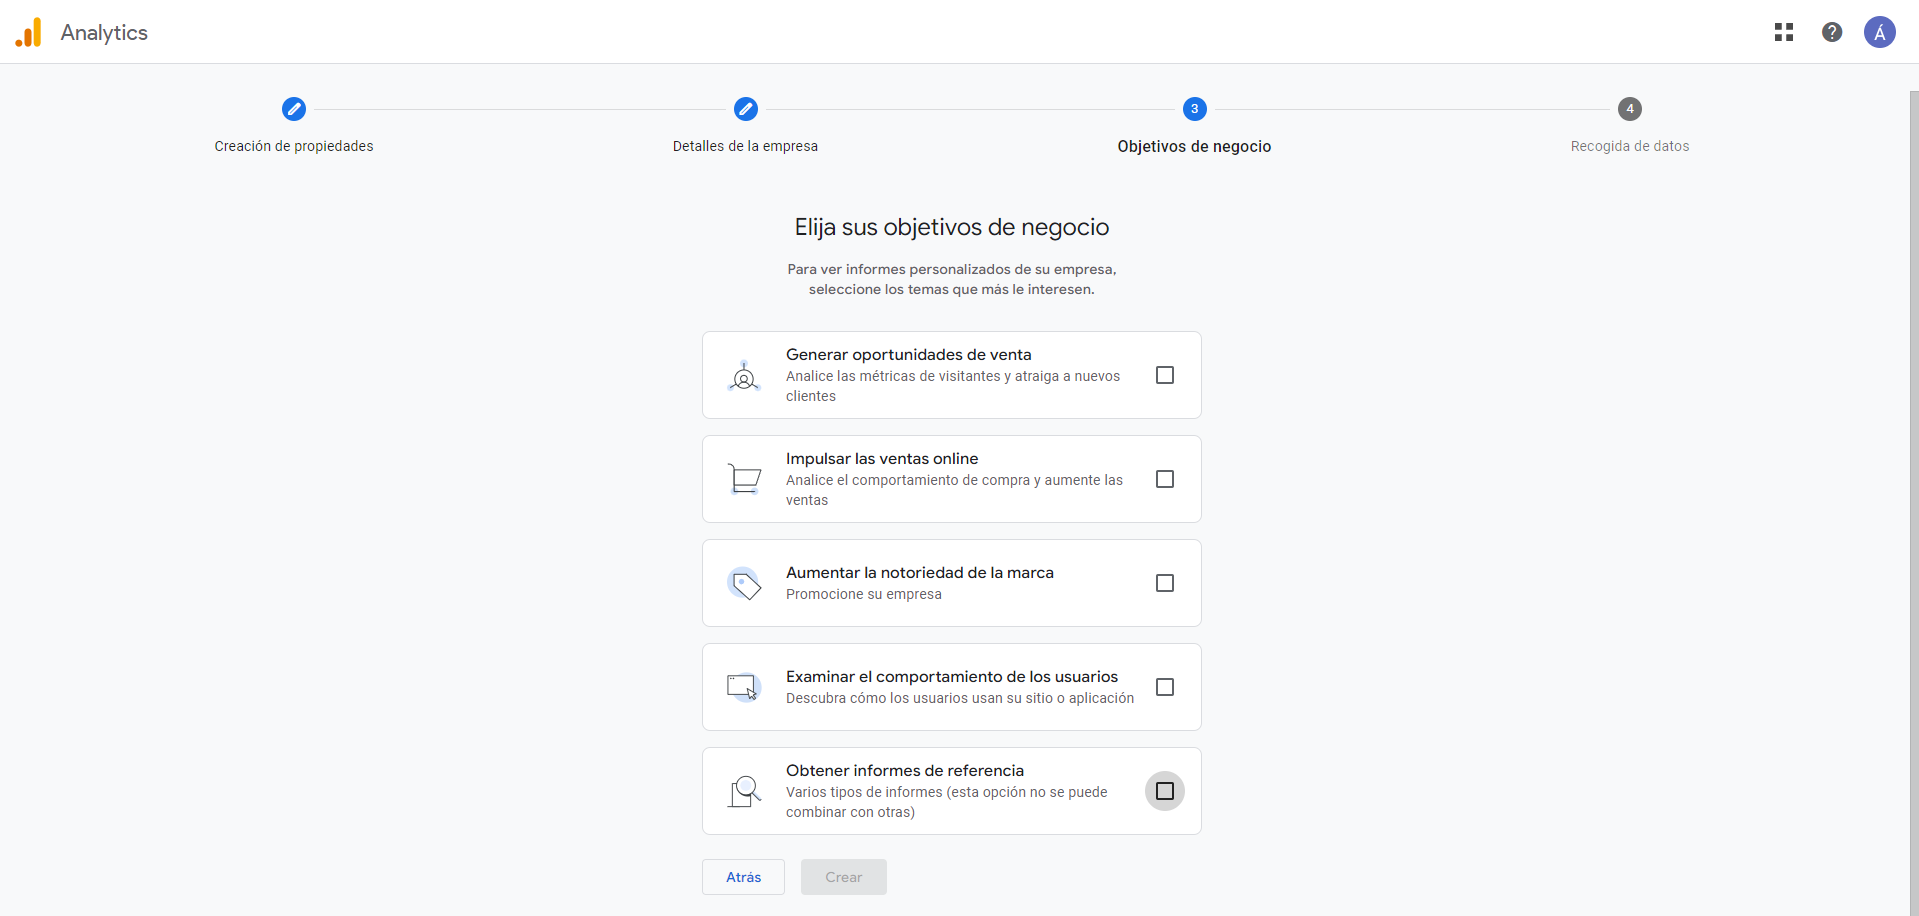 Analytics
?
Á
3
4
Creación de propiedades
Detalles de la empresa
Objetivos de negocio
Recogida de datos
Elija sus objetivos de negocio
Para ver informes personalizados de su empresa,
seleccione los temas que más le interesen.
Generar oportunidades de venta
Analice las métricas de visitantes y atraiga a nuevos
clientes
Impulsar las ventas online
Analice el comportamiento de compra y aumente las
ventas
Aumentar la notoriedad de la marca
Promocione su empresa
Examinar el comportamiento de los usuarios
Descubra cómo los usuarios usan su sitio o aplicación
Obtener informes de referencia
Varios tipos de informes (esta opción no se puede
combinar con otras)
Atrás
Crear